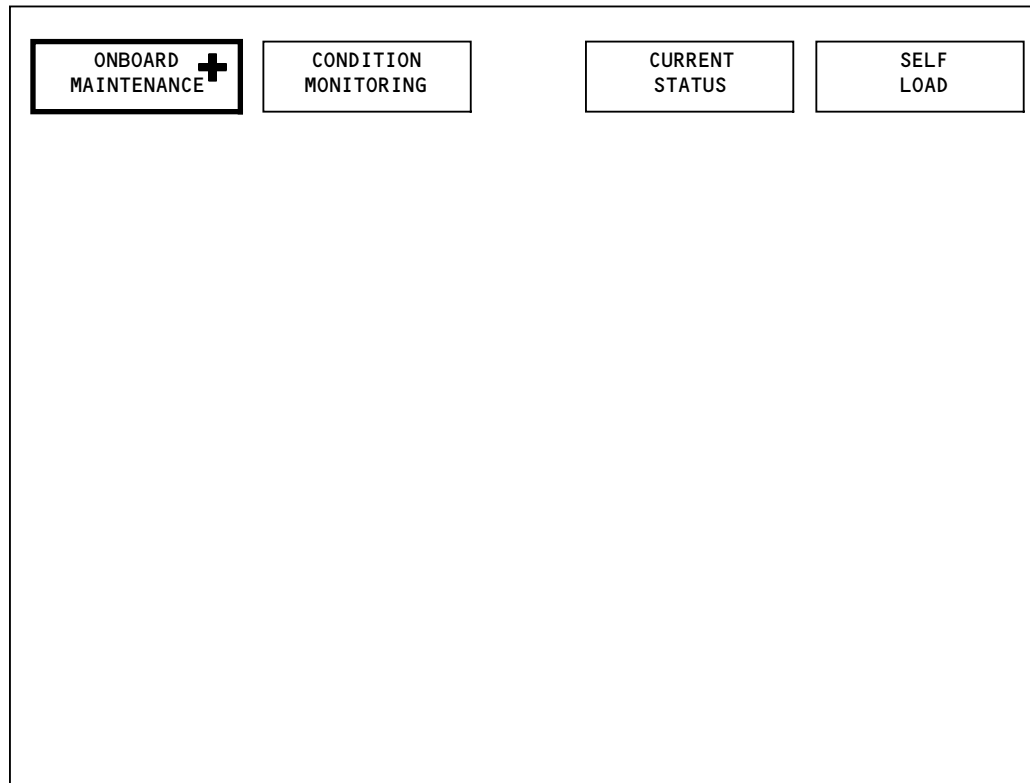 ONBOARD
MAINTENANCE
CONDITION
MONITORING
CURRENT
STATUS
SELF
LOAD